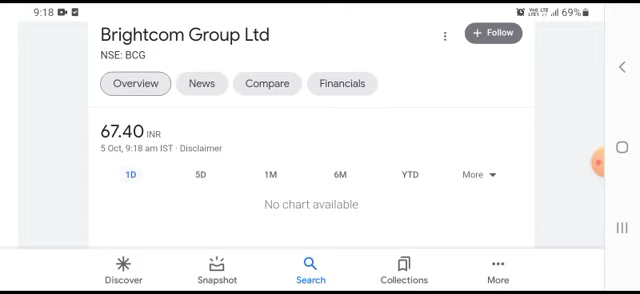 9:18
69%
Brightcom Group Ltd
+ Follow
NSE: BCG
Overview News Compare Financials
67.40 INR
5 Oct, 9:18 am IST · Disclaimer
1D 5D 1M 6M YTD More
No chart available
Discover Snapshot Search Collections More